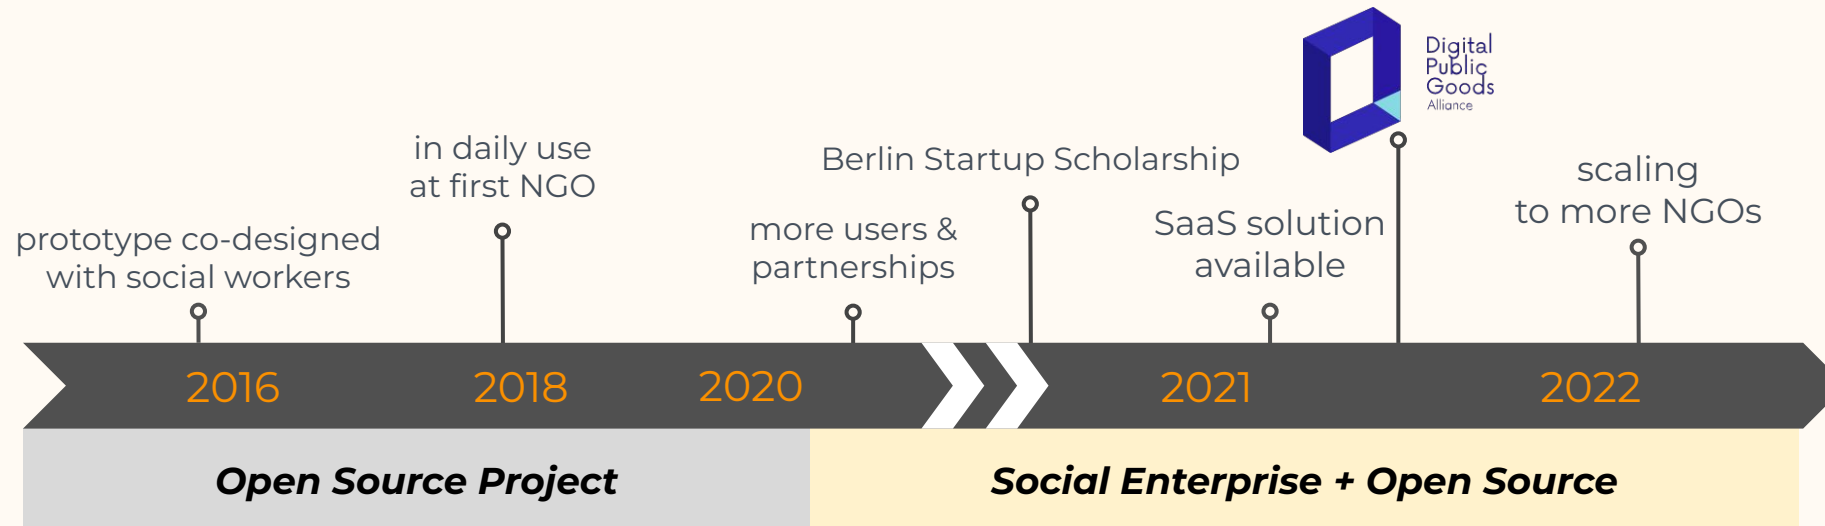 Digital
Public
Goods
Alliance
in daily use
at first NGO
Berlin Startup Scholarship
scaling
to more NGOs
prototype co-designed
with social workers
more users &
partnerships
SaaS solution
available
2016
2018
2020
2021
2022
Open Source Project
Social Enterprise + Open Source